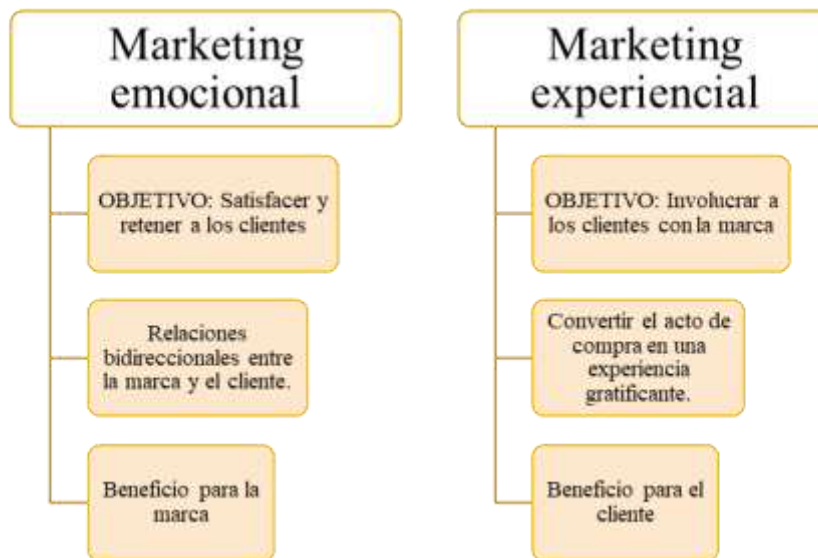 Marketing
emocional
OBJETIVO: Satisfacer y
retener a los clientes
Relaciones
bidireccionales entre
la marca y el cliente.
Beneficio para la
marca
Marketing
experiencial
OBJETIVO: Involucrar a
los clientes con la marca
Convertir el acto de
compra en una
experiencia
gratificante.
Beneficio para el
cliente